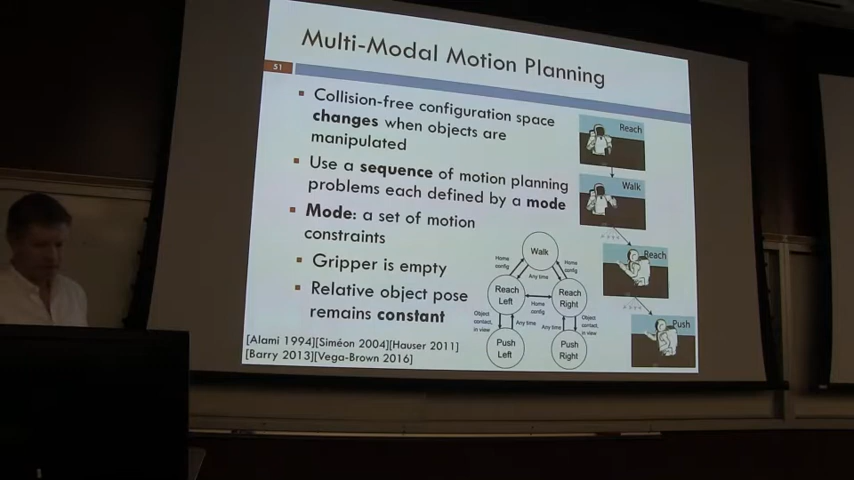 Multi-Modal Motion Planning
51
Collision-free configuration space
changes when objects are
manipulated
Use a sequence of motion planning
problems each defined by a mode
Mode: a set of motion
constraints
Gripper is empty
Relative object pose
remains constant
[Alami 1994][Siméon 2004][Hauser 2011]
[Barry 2013][Vega-Brown 2016]
Reach
Walk
Reach
Push
Walk
Home
config
Home
config
Any time
Reach
Left
Reach
Right
Home
config
Object
contact,
in view
Any time
Any time
Object
contact,
in view
Push
Left
Push
Right